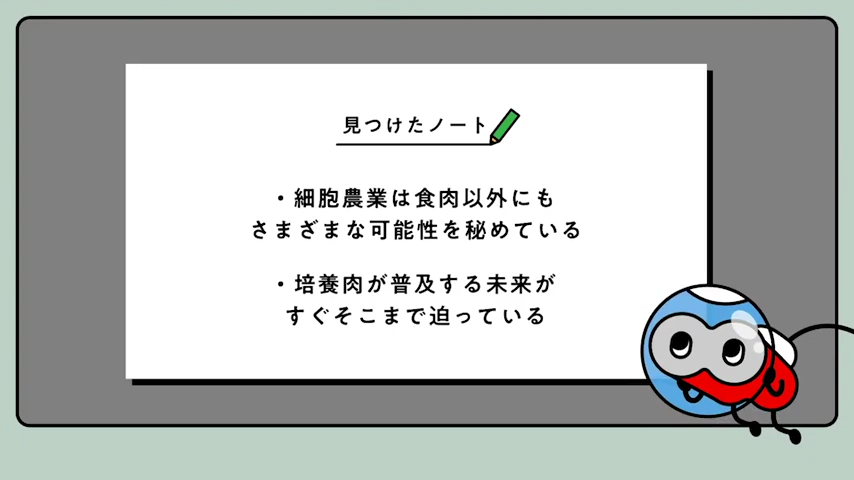 見つけたノート
・細胞農業は食肉以外にも
さまざまな可能性を秘めている
・培養肉が普及する未来が
すぐそこまで迫っている